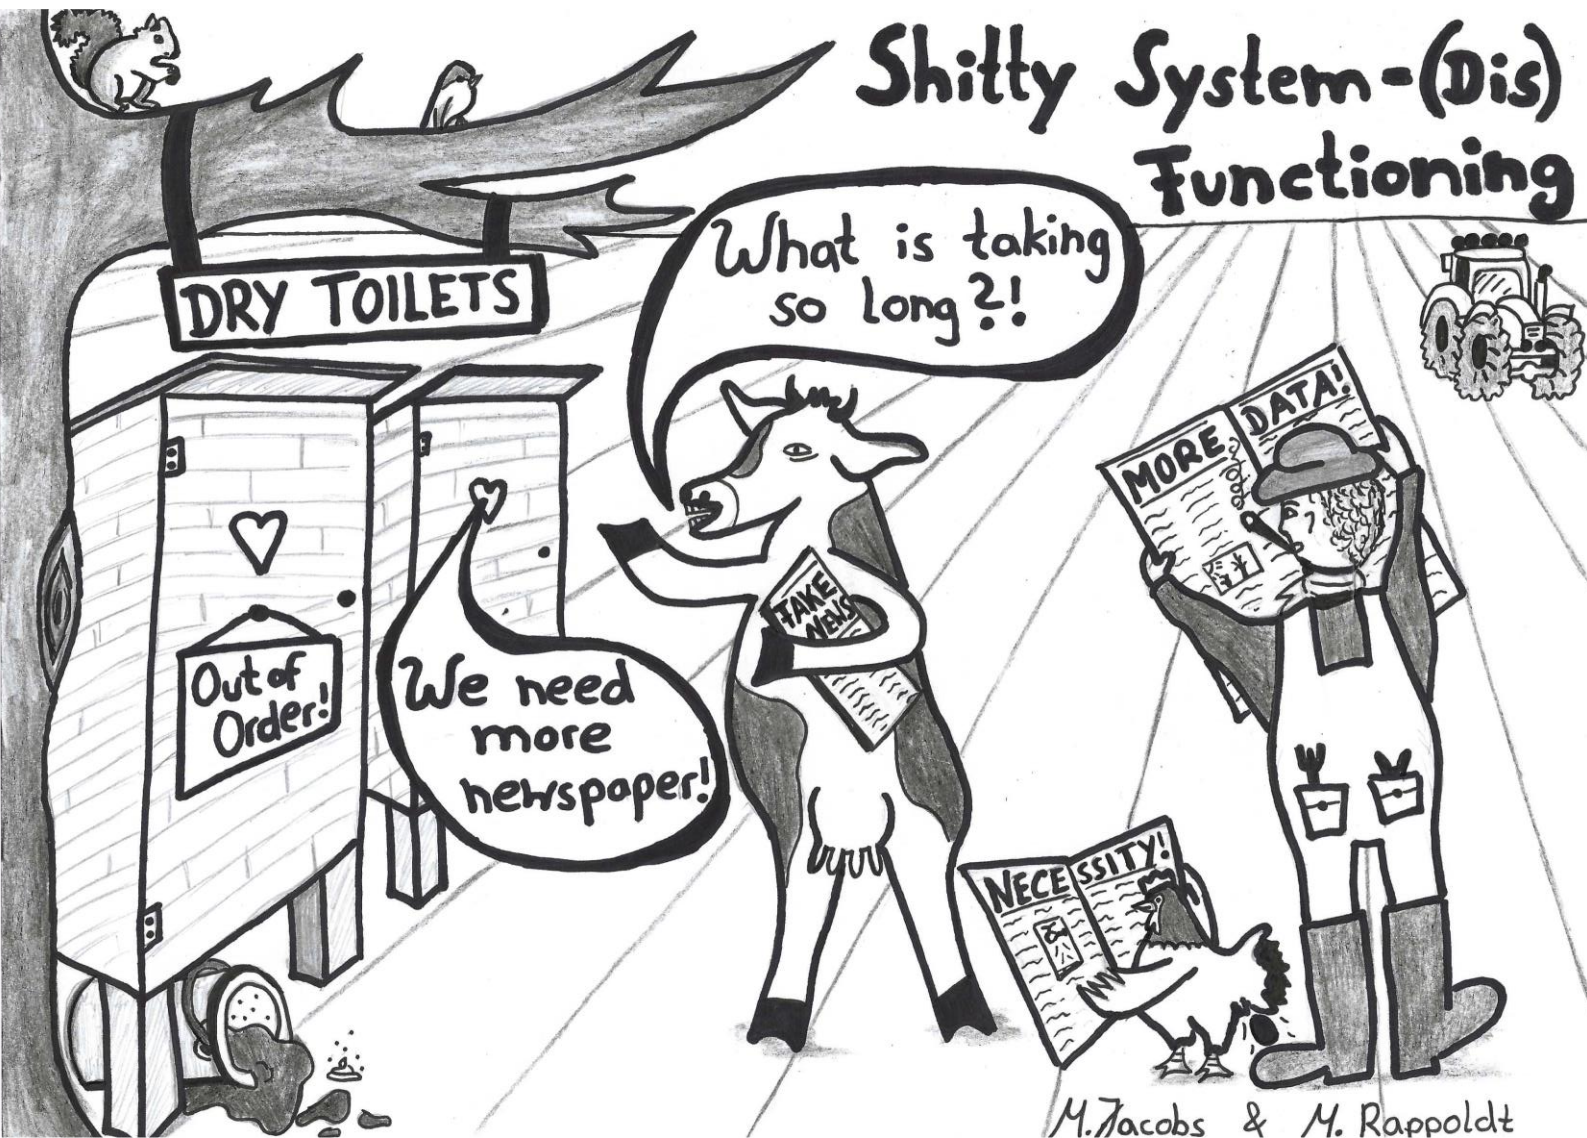 Shitty System-(Dis)
Functioning
DRY TOILETS
What is taking
so long?!
MORE DATA!
FAKE
NEWS
Out of
Order!
We need
more
newspaper!
NECESSITY!
M. Jacobs & M. Rappoldt